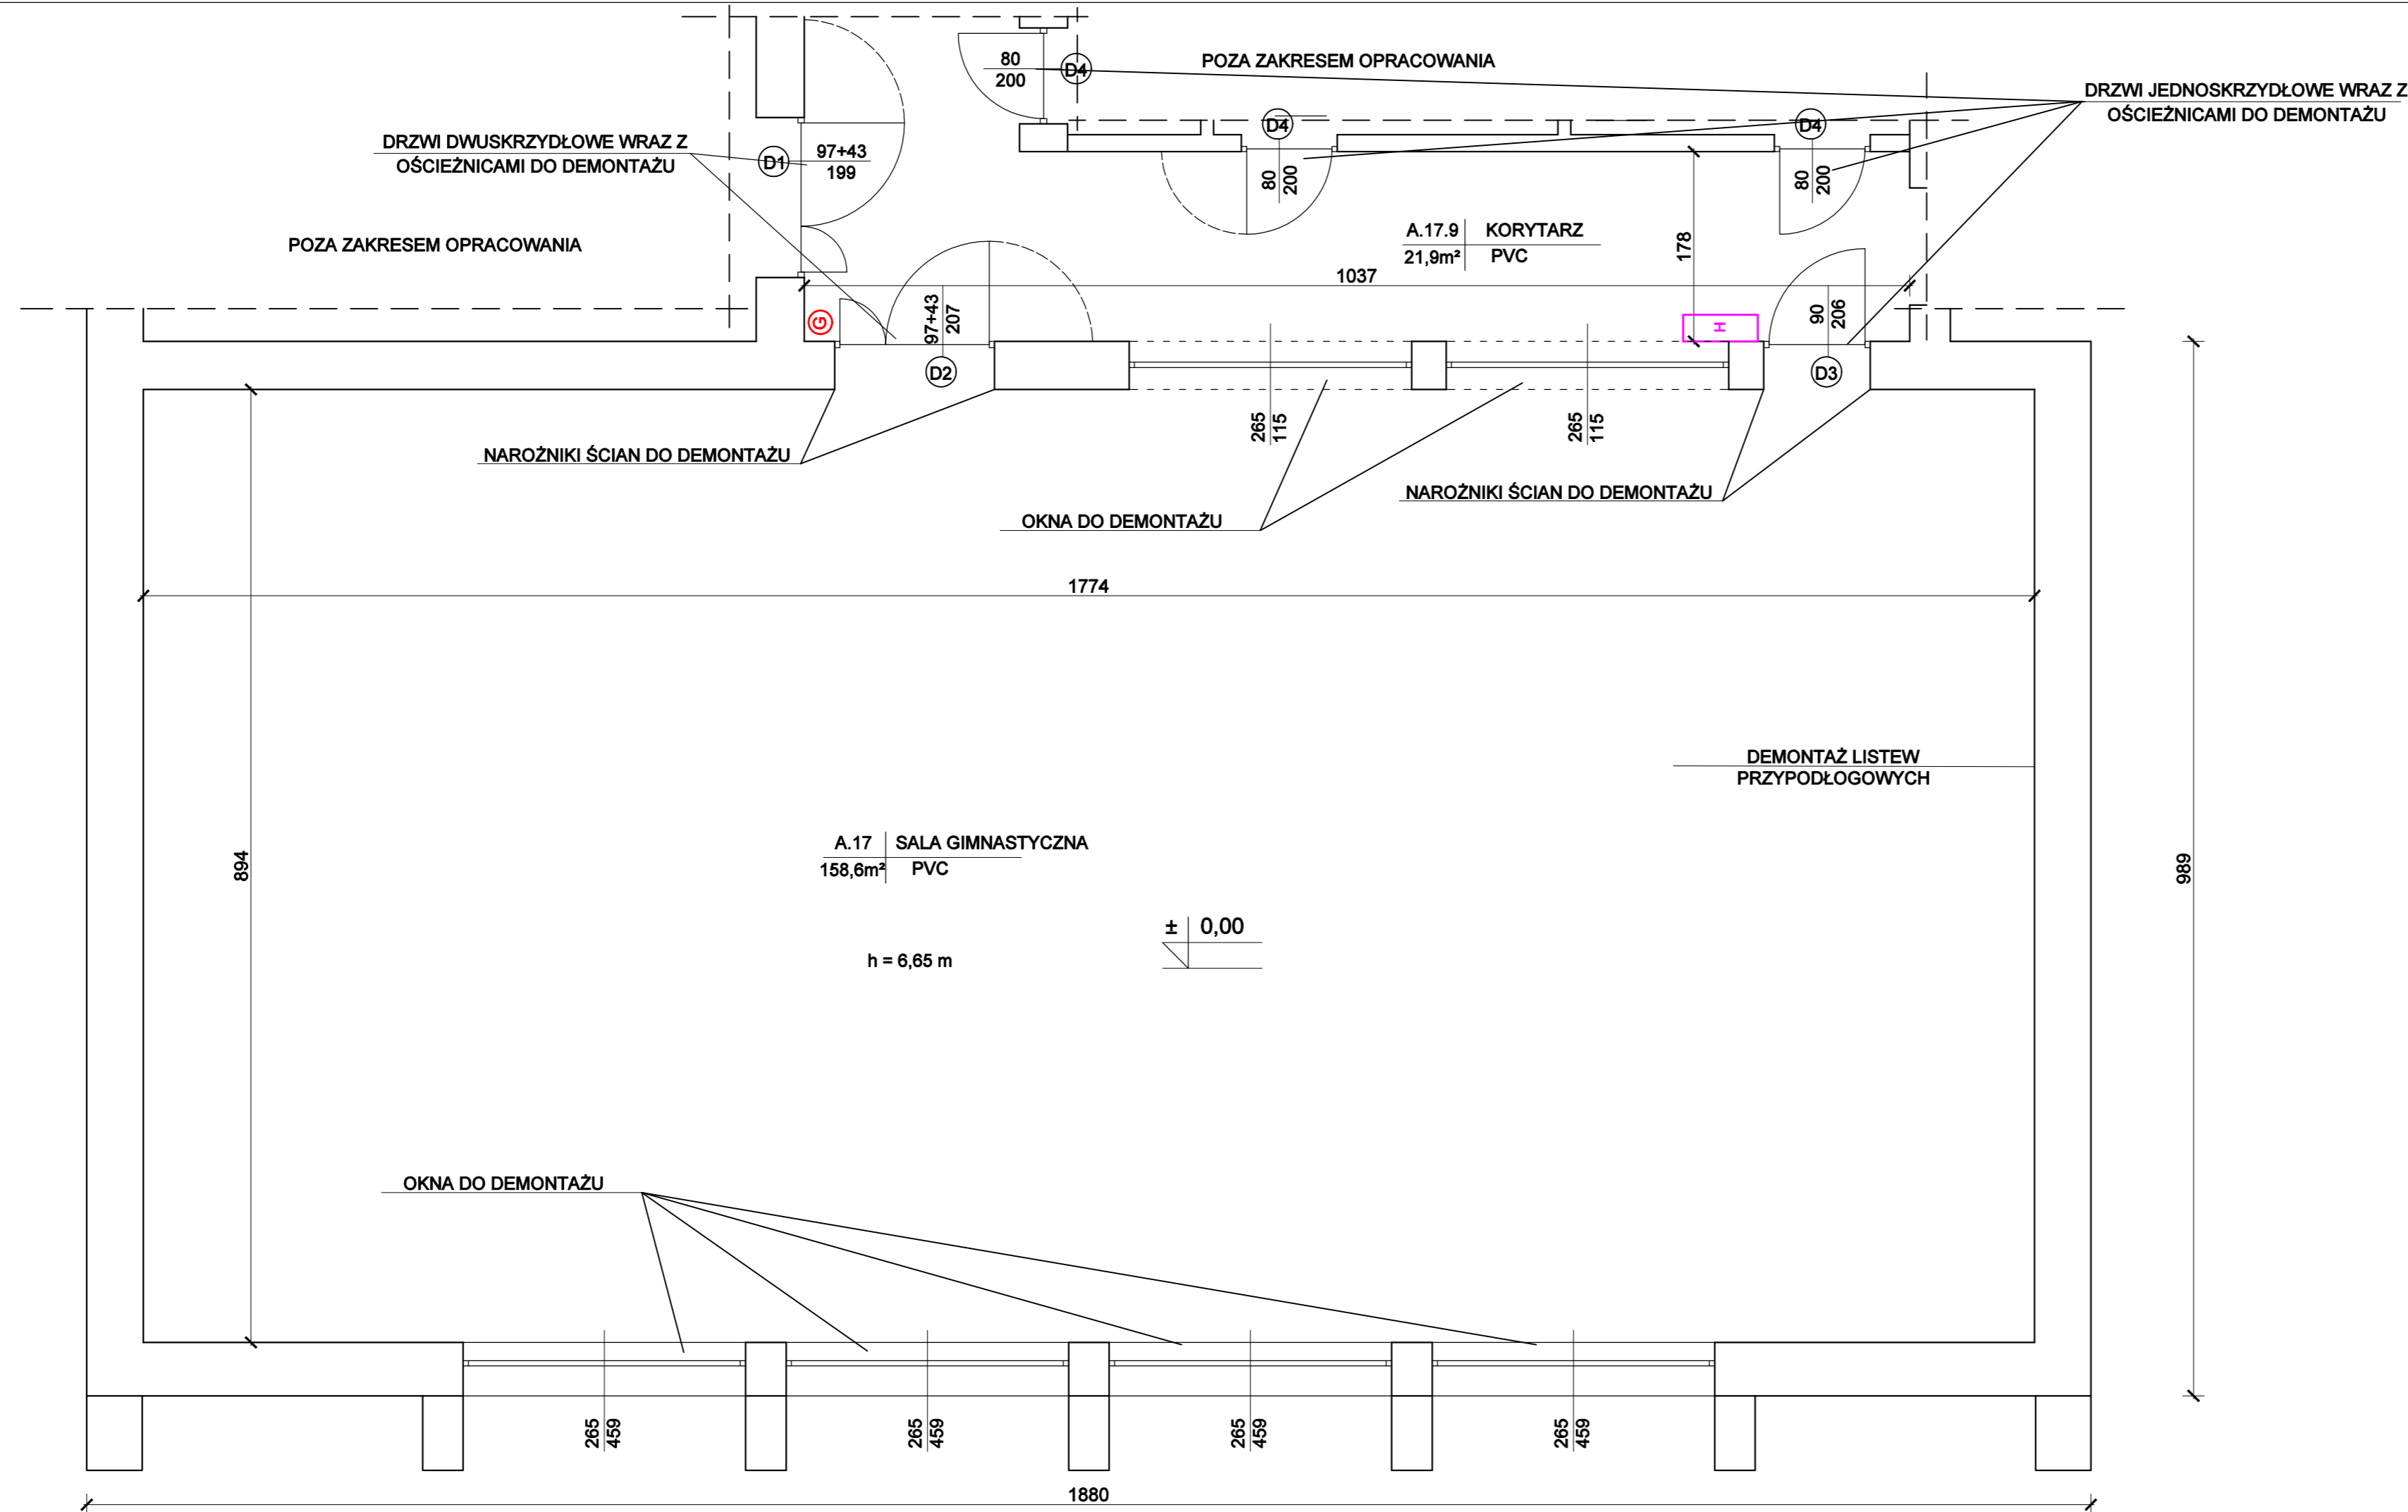 80
200
D4
POZA ZAKRESEM OPRACOWANIA
DRZWI JEDNOSKRZYDŁOWE WRAZ Z
OŚCIEŻNICAMI DO DEMONTAŻU
D4
D4
DRZWI DWUSKRZYDŁOWE WRAZ Z
OŚCIEŻNICAMI DO DEMONTAŻU
D1
97+43
199
80
200
80
200
POZA ZAKRESEM OPRACOWANIA
A.17.9 KORYTARZ
21,9m² PVC
178
1037
G
97+43
207
H
90
206
D2
D3
265
115
265
115
NAROŻNIKI ŚCIAN DO DEMONTAŻU
NAROŻNIKI ŚCIAN DO DEMONTAŻU
OKNA DO DEMONTAŻU
1774
DEMONTAŻ LISTEW
PRZYPODŁOGOWYCH
A.17 SALA GIMNASTYCZNA
158,6m² PVC
894
989
± 0,00
h = 6,65 m
OKNA DO DEMONTAŻU
265
459
265
459
265
459
265
459
1880